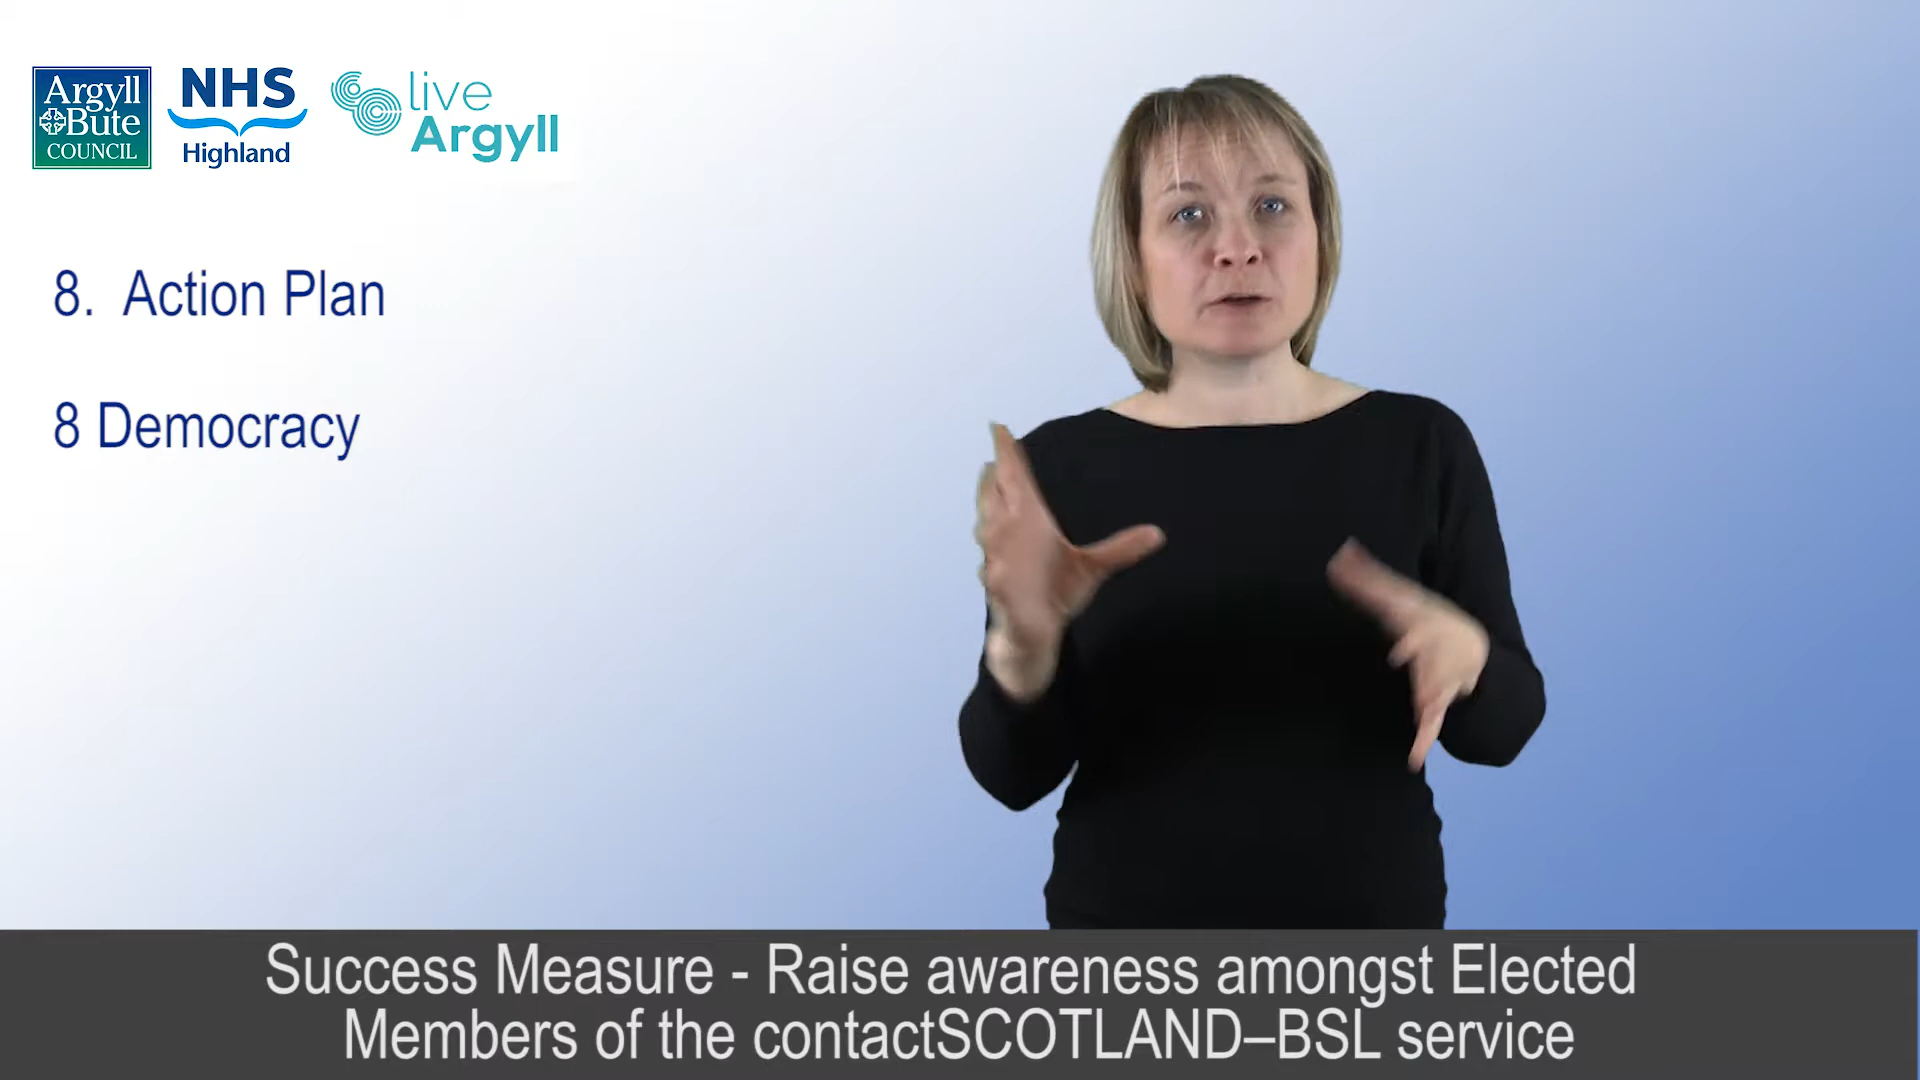 Argyll
Bute
COUNCIL
NHS
Highland
live
Argyll
8. Action Plan
8 Democracy
Success Measure - Raise awareness amongst Elected
Members of the contactSCOTLAND–BSL service